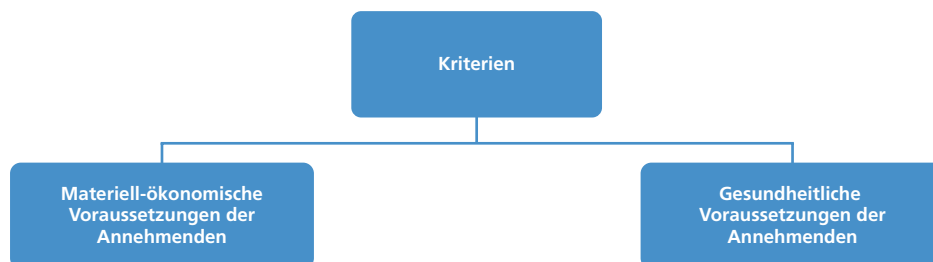 Kriterien
Materiell-ökonomische
Voraussetzungen der
Annehmenden
Gesundheitliche
Voraussetzungen der
Annehmenden